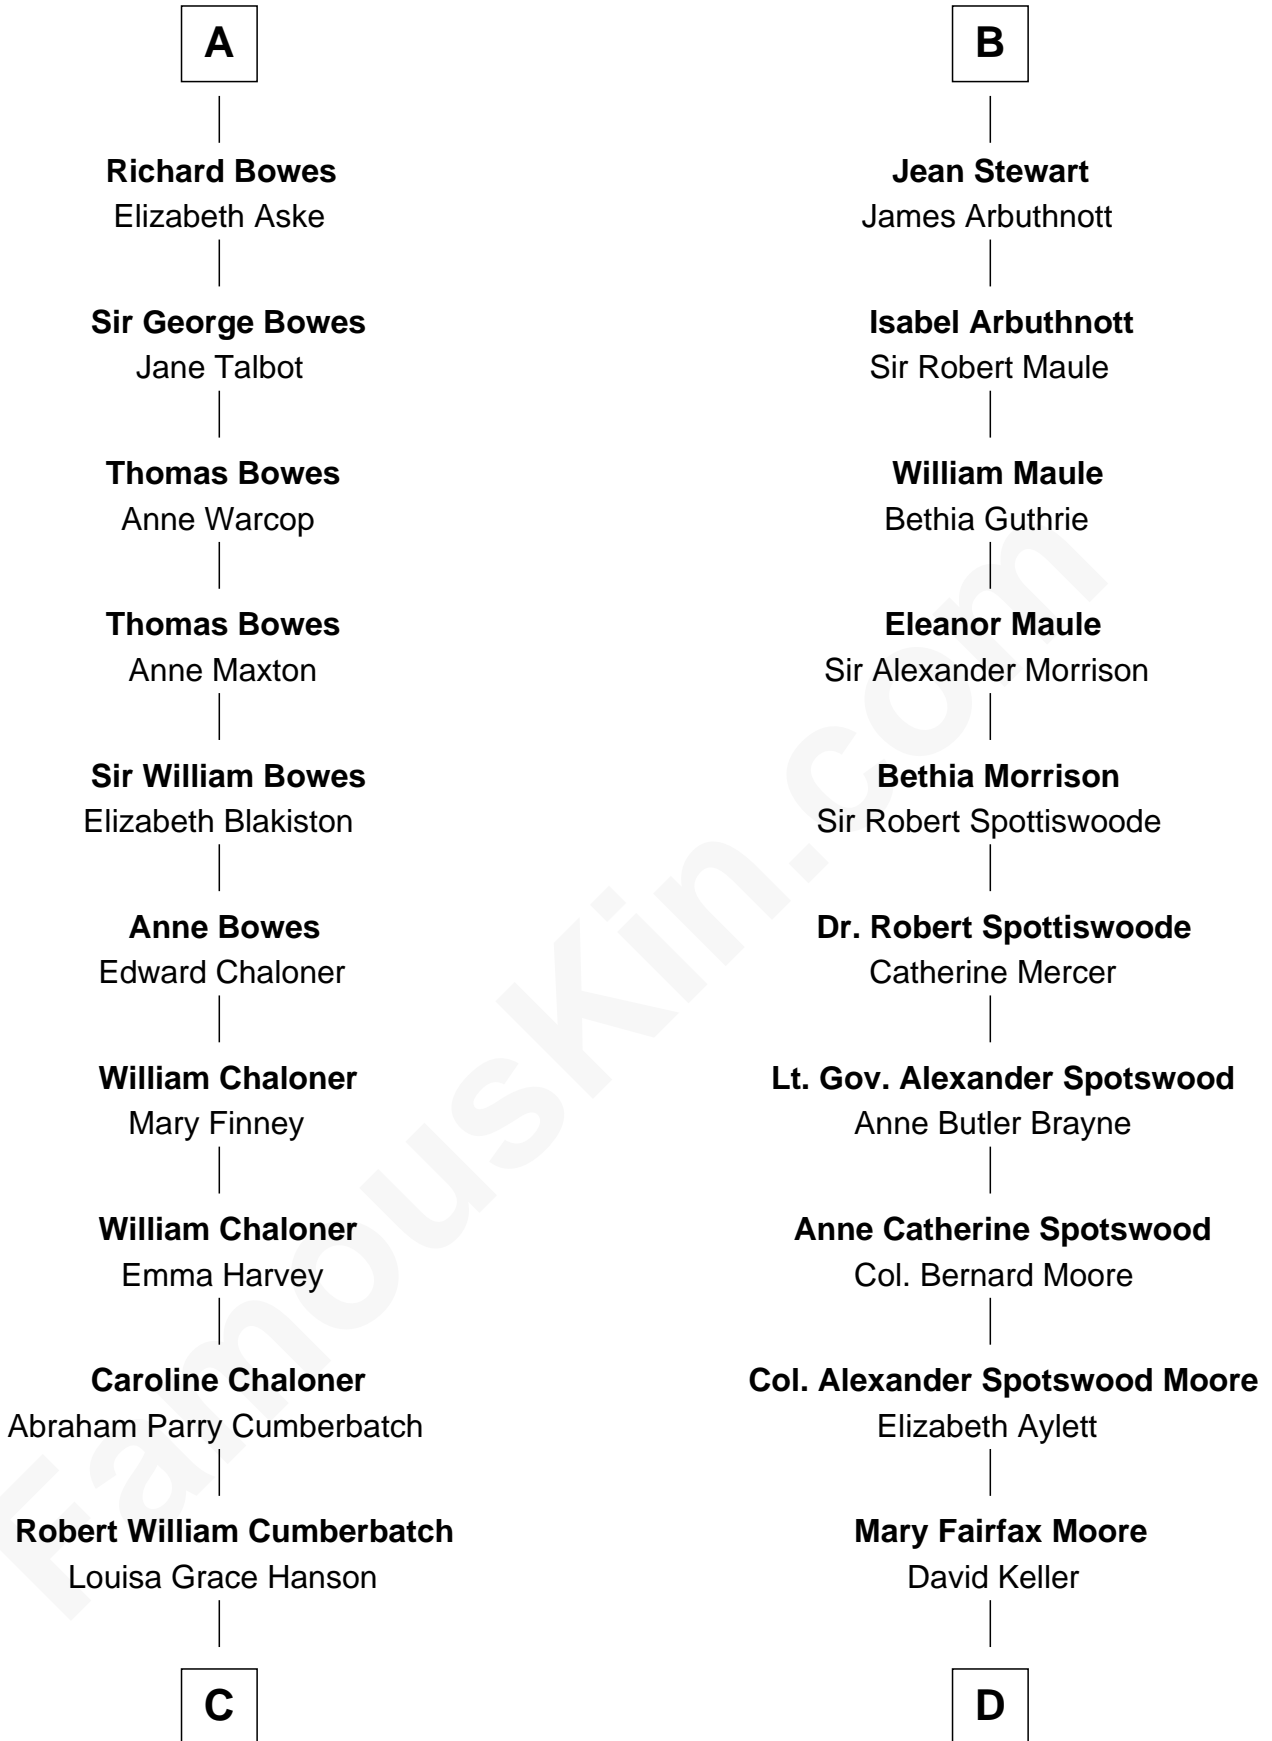 A
Richard Bowes
Elizabeth Aske
Sir George Bowes
Jane Talbot
Thomas Bowes
Anne Warcop
Thomas Bowes
Anne Maxton
Sir William Bowes
Elizabeth Blakiston
Anne Bowes
Edward Chaloner
William Chaloner
Mary Finney
William Chaloner
Emma Harvey
Caroline Chaloner
Abraham Parry Cumberbatch
Robert William Cumberbatch
Louisa Grace Hanson
C
B
Jean Stewart
James Arbuthnott
Isabel Arbuthnott
Sir Robert Maule
William Maule
Bethia Guthrie
Eleanor Maule
Sir Alexander Morrison
Bethia Morrison
Sir Robert Spottiswoode
Dr. Robert Spottiswoode
Catherine Mercer
Lt. Gov. Alexander Spotswood
Anne Butler Brayne
Anne Catherine Spotswood
Col. Bernard Moore
Col. Alexander Spotswood Moore
Elizabeth Aylett
Mary Fairfax Moore
David Keller
D
FamousKin.com